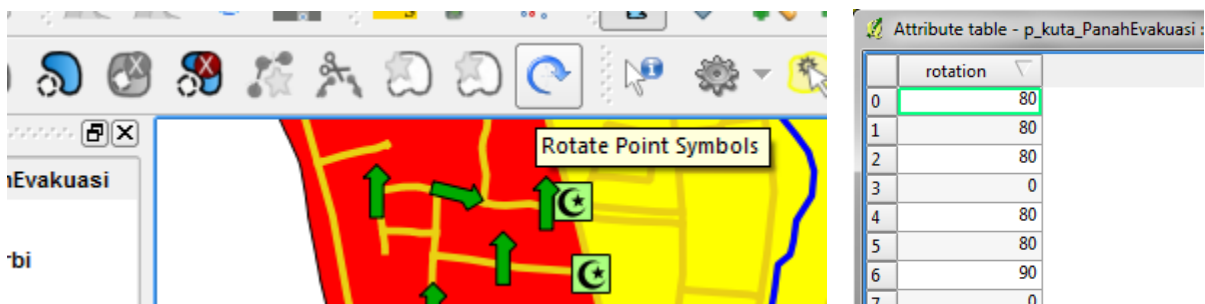 Attribute table - p_kuta_PanahEvakuasi :
rotation
0 80
1 80
2 80
3 0
4 80
5 80
6 90
7 0
Rotate Point Symbols
hEvakuasi
rbi